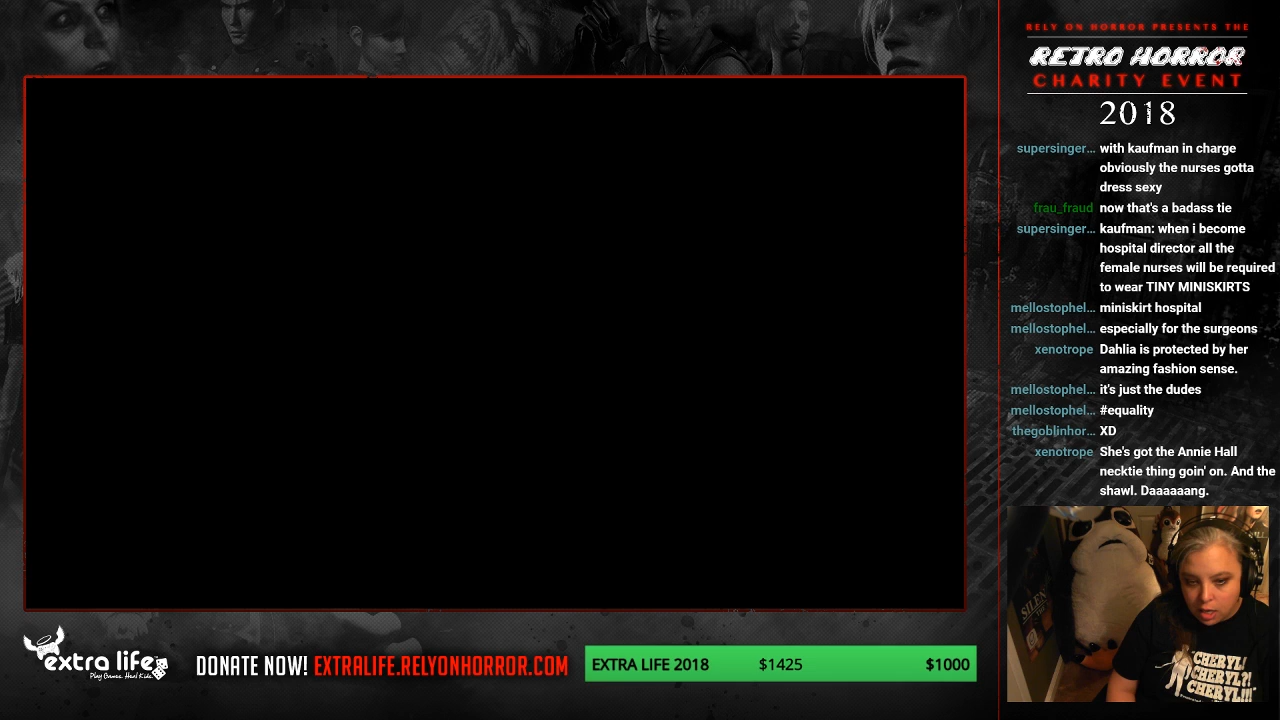 RELY ON HORROR PRESENTS THE
RETRO HORROR
CHARITY EVENT
2018
supersinger… with kaufman in charge
obviously the nurses gotta
dress sexy
frau_fraud now that's a badass tie
supersinger… kaufman: when i become
hospital director all the
female nurses will be required
to wear TINY MINISKIRTS
mellostophel… miniskirt hospital
mellostophel… especially for the surgeons
xenotrope Dahlia is protected by her
amazing fashion sense.
mellostophel… it's just the dudes
mellostophel… #equality
thegoblinhor… XD
xenotrope She's got the Annie Hall
necktie thing goin' on. And the
shawl. Daaaaaang.
SILEN
"CHERYL!
CHERYL?!
CHERYL!!!"
extra life
Play Games. Heal Kids.
DONATE NOW! EXTRALIFE.RELYONHORROR.COM
EXTRA LIFE 2018 $1425 $1000